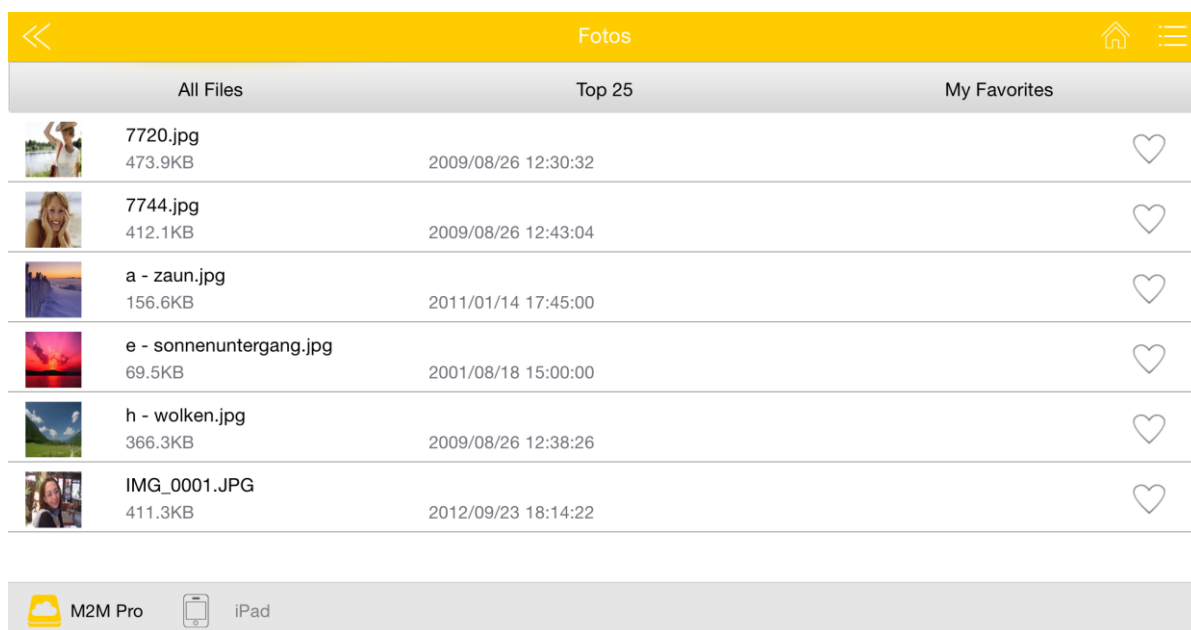 Fotos
All Files Top 25 My Favorites
7720.jpg
473.9KB 2009/08/26 12:30:32
7744.jpg
412.1KB 2009/08/26 12:43:04
a - zaun.jpg
156.6KB 2011/01/14 17:45:00
e - sonnenuntergang.jpg
69.5KB 2001/08/18 15:00:00
h - wolken.jpg
366.3KB 2009/08/26 12:38:26
IMG_0001.JPG
411.3KB 2012/09/23 18:14:22
M2M Pro iPad